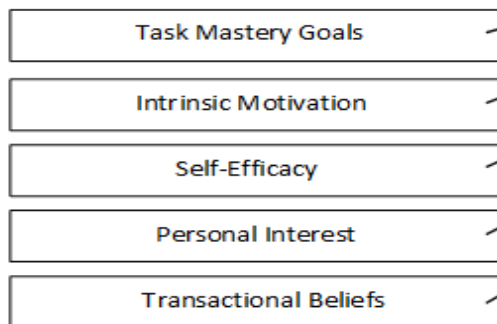 Task Mastery Goals
Intrinsic Motivation
Self-Efficacy
Personal Interest
Transactional Beliefs